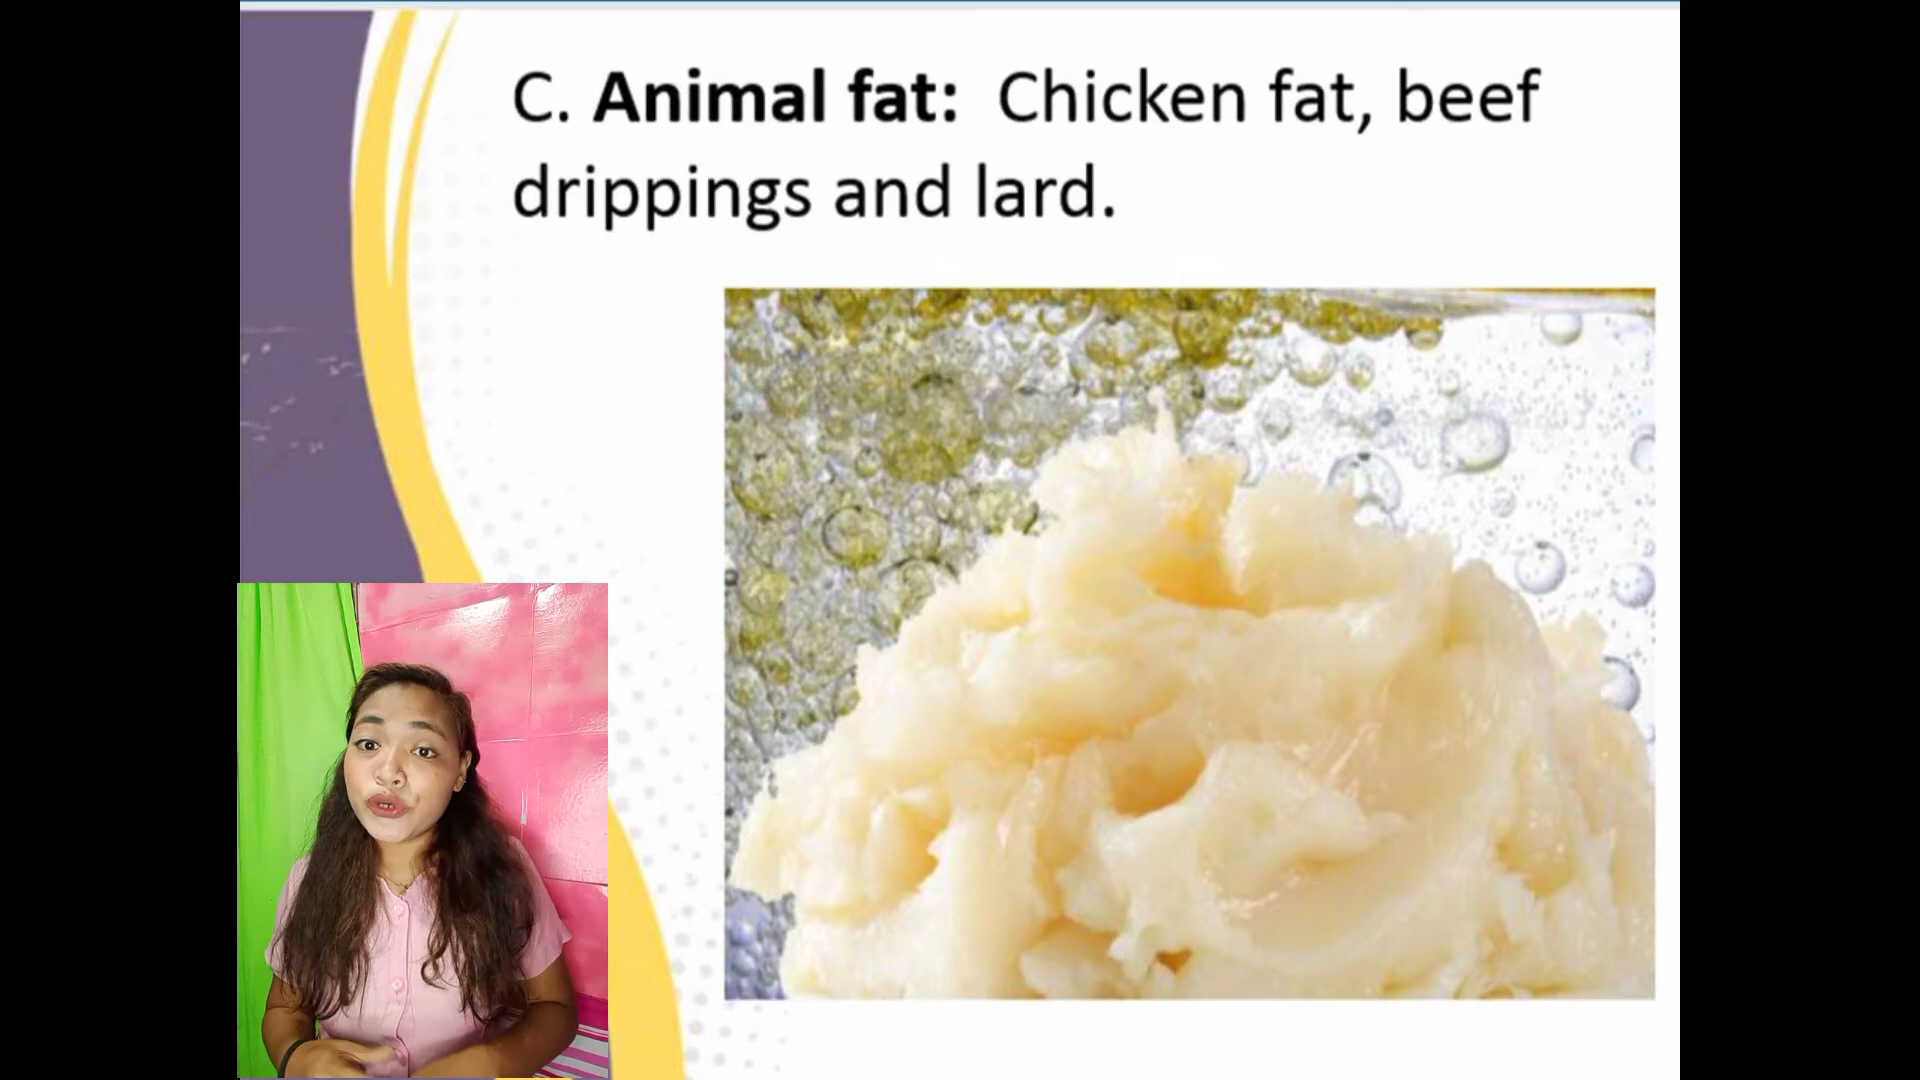 C. Animal fat: Chicken fat, beef
drippings and lard.